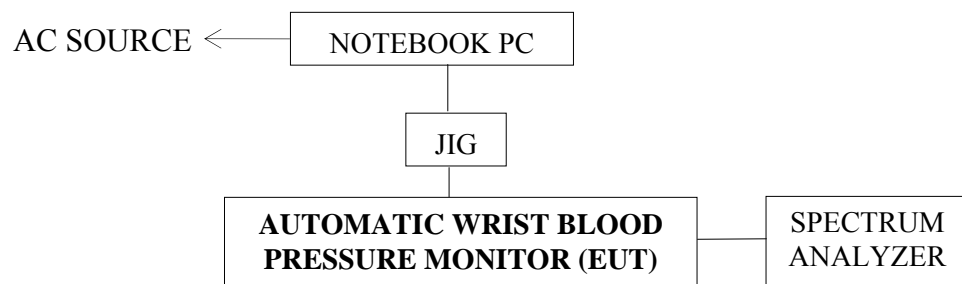 AC SOURCE
NOTEBOOK PC
JIG
AUTOMATIC WRIST BLOOD
PRESSURE MONITOR (EUT)
SPECTRUM
ANALYZER